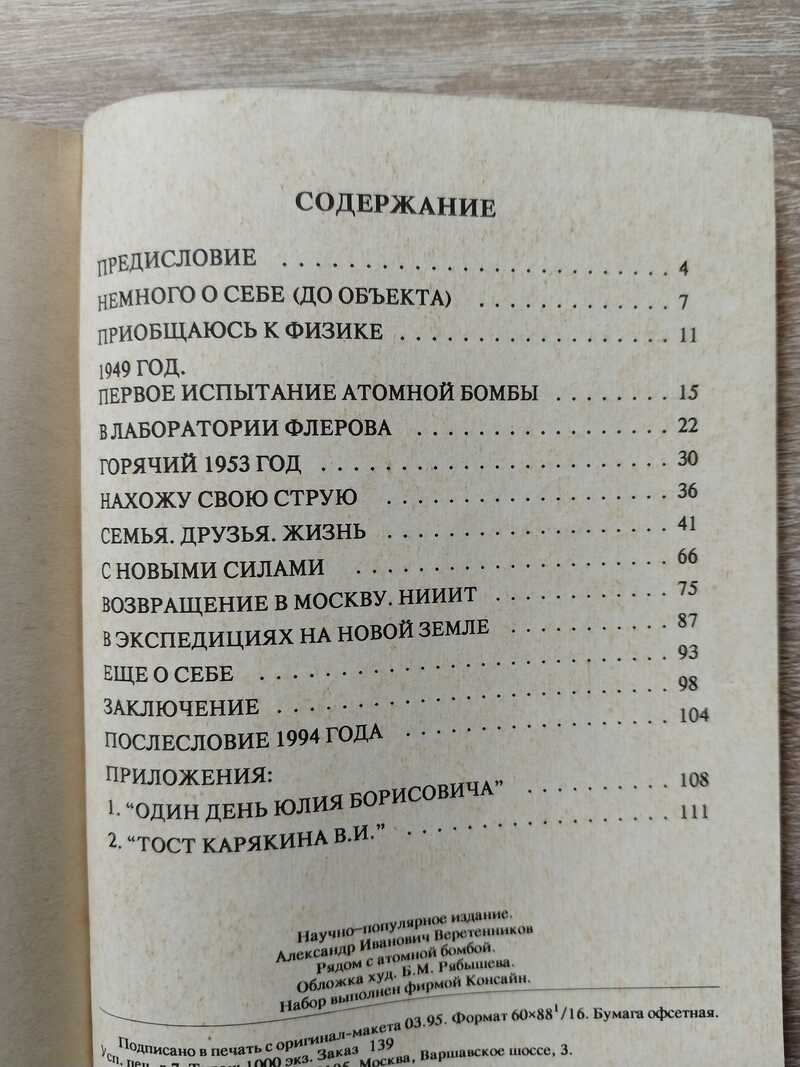 СОДЕРЖАНИЕ
ПРЕДИСЛОВИЕ . . . . . . . . . . . . . . . . . . . . . . 4
НЕМНОГО О СЕБЕ (ДО ОБЪЕКТА) . . . . . . . . . . . 7
ПРИОБЩАЮСЬ К ФИЗИКЕ . . . . . . . . . . . . . . . 11
1949 ГОД.
ПЕРВОЕ ИСПЫТАНИЕ АТОМНОЙ БОМБЫ . . . . . . . . 15
В ЛАБОРАТОРИИ ФЛЕРОВА . . . . . . . . . . . . . . 22
ГОРЯЧИЙ 1953 ГОД . . . . . . . . . . . . . . . . . . . 30
НАХОЖУ СВОЮ СТРУЮ . . . . . . . . . . . . . . . . 36
СЕМЬЯ. ДРУЗЬЯ. ЖИЗНЬ . . . . . . . . . . . . . . . . 41
С НОВЫМИ СИЛАМИ . . . . . . . . . . . . . . . . . 66
ВОЗВРАЩЕНИЕ В МОСКВУ. НИИИТ . . . . . . . . . . 75
В ЭКСПЕДИЦИЯХ НА НОВОЙ ЗЕМЛЕ . . . . . . . . . 87
ЕЩЕ О СЕБЕ . . . . . . . . . . . . . . . . . . . . . . . 93
ЗАКЛЮЧЕНИЕ . . . . . . . . . . . . . . . . . . . . . . 98
ПОСЛЕСЛОВИЕ 1994 ГОДА . . . . . . . . . . . . . . . 104
ПРИЛОЖЕНИЯ:
1. “ОДИН ДЕНЬ ЮЛИЯ БОРИСОВИЧА” . . . . . . . . . 108
2. “ТОСТ КАРЯКИНА В.И.” . . . . . . . . . . . . . . . 111
Научно–популярное издание.
Александр Иванович Веретенников
Рядом с атомной бомбой.
Обложка худ. Б.М. Рябышева.
Набор выполнен фирмой Консайн.
Подписано в печать с оригинал–макета 03.95. Формат 60×88¹/16. Бумага офсетная.
Усп. печ. л 7. 1000 экз. Заказ 139
Москва, Варшавское шоссе, 3.